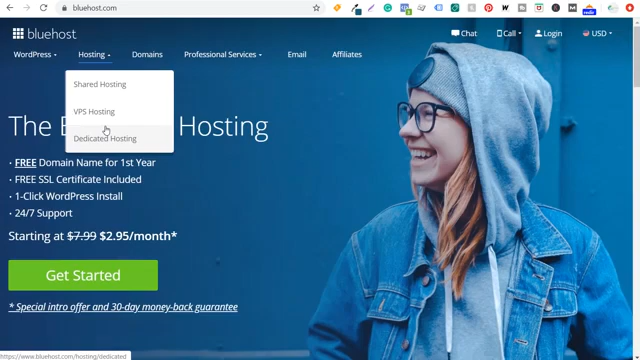 bluehost.com
bluehost
Chat
Call
Login
USD
WordPress
Hosting
Domains
Professional Services
Email
Affiliates
Shared Hosting
VPS Hosting
Dedicated Hosting
The B Hosting
· FREE Domain Name for 1st Year
· FREE SSL Certificate Included
· 1-Click WordPress Install
· 24/7 Support
Starting at $7.99 $2.95/month*
Get Started
* Special intro offer and 30-day money-back guarantee
https://www.bluehost.com/hosting/dedicated